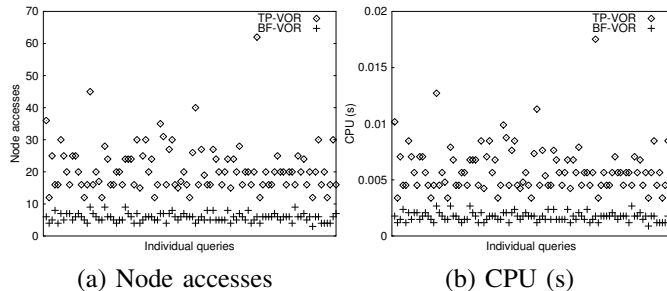 TP-VOR
BF-VOR
70
60
50
40
30
20
10
0
Node accesses
Individual queries
(a) Node accesses
TP-VOR
BF-VOR
0.02
0.015
0.01
0.005
0
CPU (s)
Individual queries
(b) CPU (s)